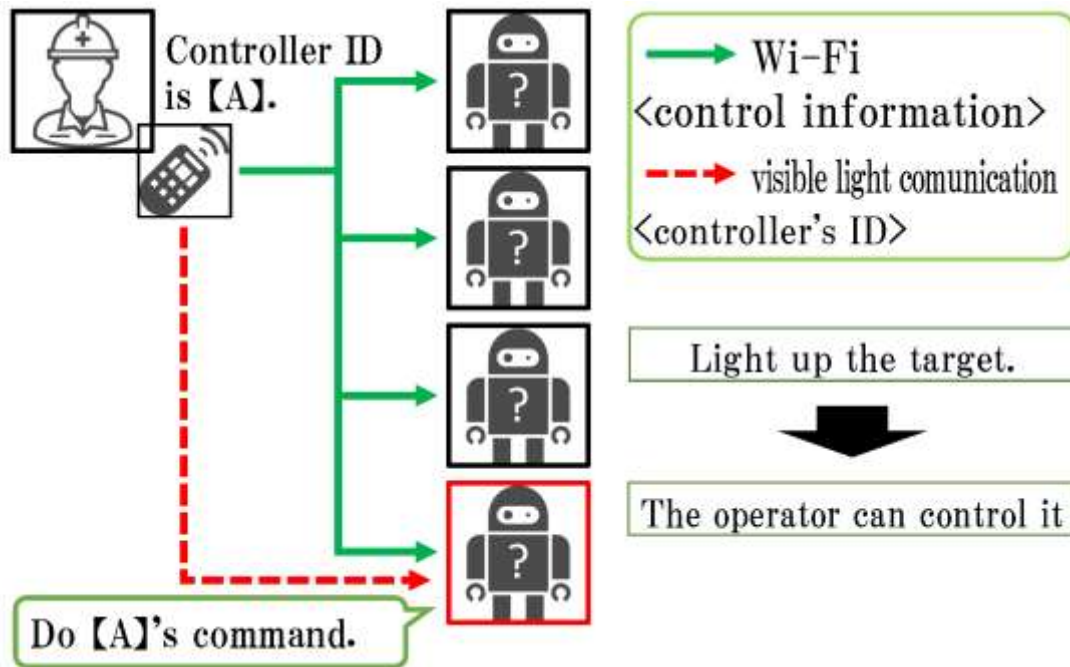 Controller ID
is【A】.
?
?
?
?
Do【A】's command.
Wi-Fi
<control information>
visible light comunication
<controller's ID>
Light up the target.
The operator can control it